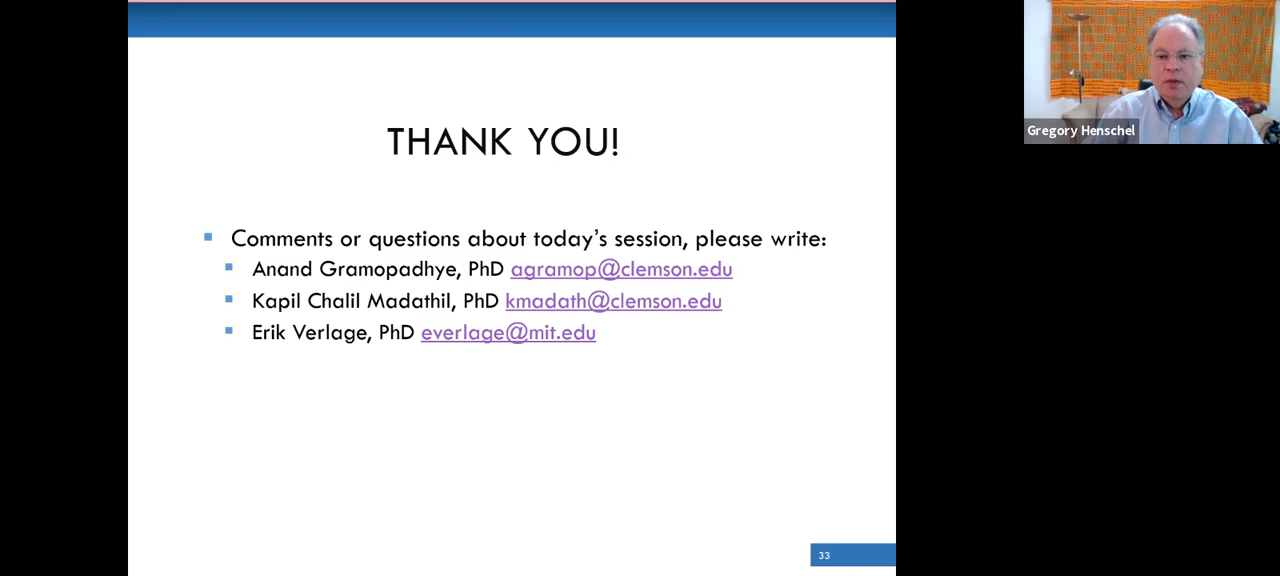 THANK YOU!
Comments or questions about today's session, please write:
Anand Gramopadhye, PhD agramop@clemson.edu
Kapil Chalil Madathil, PhD kmadath@clemson.edu
Erik Verlage, PhD everlage@mit.edu
33
Gregory Henschel